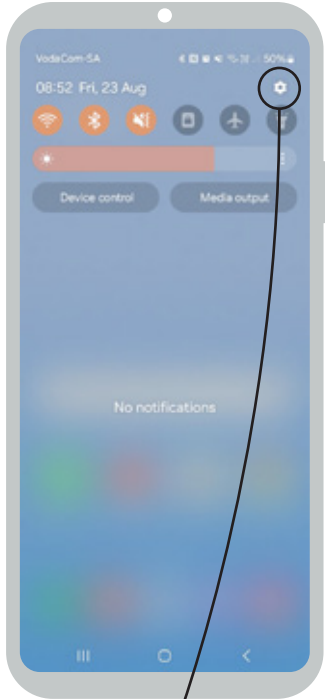 VodaCom-SA 50%
08:52 Fri, 23 Aug
Device control Media output
No notifications